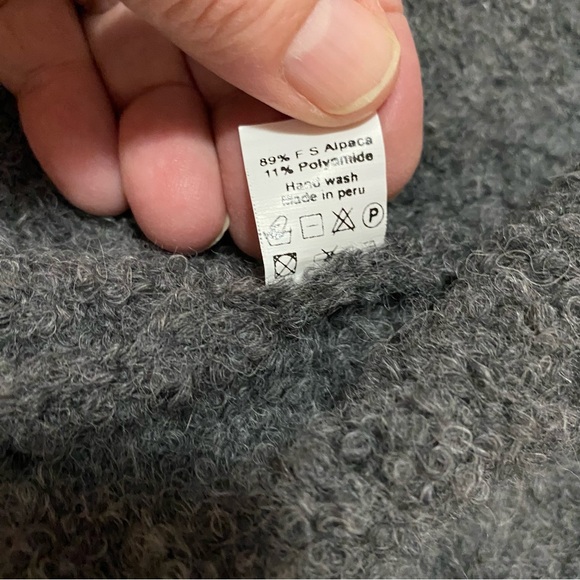 89% F S Alpaca
11% Polyamide
Hand wash
Made in peru
P